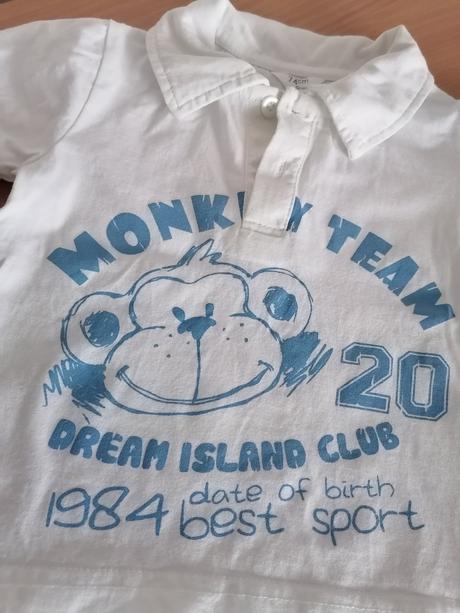 MONKEY TEAM
20
DREAM ISLAND CLUB
1984 date of birth
best sport